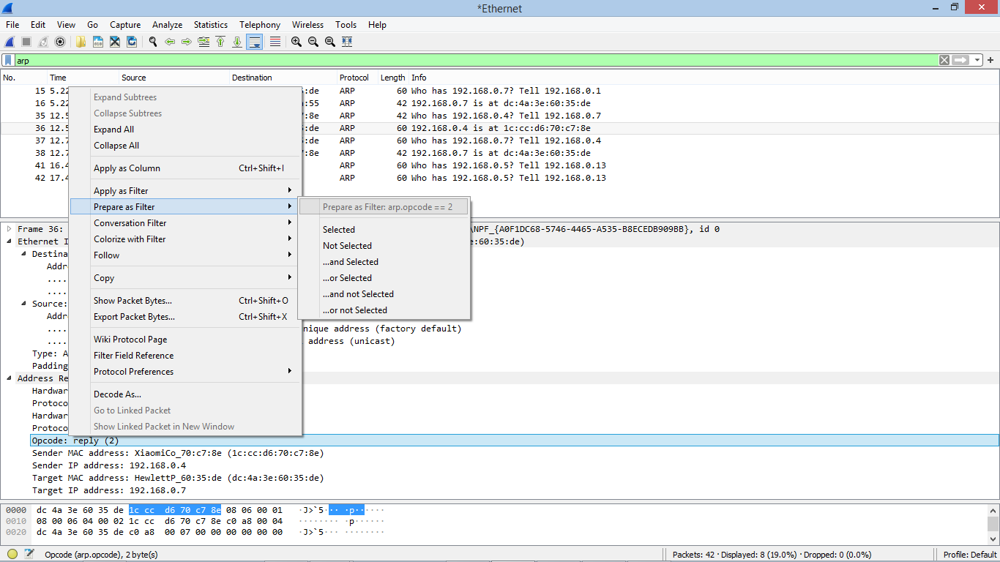 *Ethernet
File Edit View Go Capture Analyze Statistics Telephony Wireless Tools Help
arp
No. Time Source Destination Protocol Length Info
15 5.22 :de ARP 60 Who has 192.168.0.7? Tell 192.168.0.1
16 5.22 :55 ARP 42 192.168.0.7 is at dc:4a:3e:60:35:de
35 12.5 :8e ARP 42 Who has 192.168.0.4? Tell 192.168.0.7
36 12.5 :de ARP 60 192.168.0.4 is at 1c:cc:d6:70:c7:8e
37 12.7 :de ARP 60 Who has 192.168.0.7? Tell 192.168.0.4
38 12.7 :8e ARP 42 192.168.0.7 is at dc:4a:3e:60:35:de
41 16.4 ARP 60 Who has 192.168.0.5? Tell 192.168.0.13
42 17.4 ARP 60 Who has 192.168.0.5? Tell 192.168.0.13
Expand Subtrees
Collapse Subtrees
Expand All
Collapse All
Apply as Column Ctrl+Shift+I
Apply as Filter
Prepare as Filter
Conversation Filter
Colorize with Filter
Follow
Copy
Show Packet Bytes... Ctrl+Shift+O
Export Packet Bytes... Ctrl+Shift+X
Wiki Protocol Page
Filter Field Reference
Protocol Preferences
Decode As...
Go to Linked Packet
Show Linked Packet in New Window
Prepare as Filter: arp.opcode == 2
Selected
Not Selected
...and Selected
...or Selected
...and not Selected
...or not Selected
Frame 36: \NPF_{A0F1DC68-5746-4465-A535-B8ECEDB909BB}, id 0
Ethernet I e:60:35:de)
Destina
Addr
....
....
Source:
Addr
.... nique address (factory default)
.... address (unicast)
Type: A
Padding
Address Re
Hardwar
Protoco
Hardwar
Protoco
Opcode: reply (2)
Sender MAC address: XiaomiCo_70:c7:8e (1c:cc:d6:70:c7:8e)
Sender IP address: 192.168.0.4
Target MAC address: HewlettP_60:35:de (dc:4a:3e:60:35:de)
Target IP address: 192.168.0.7
0000 dc 4a 3e 60 35 de 1c cc d6 70 c7 8e 08 06 00 01 ·J>`5··· ·p······
0010 08 00 06 04 00 02 1c cc d6 70 c7 8e c0 a8 00 04 ········ ·p······
0020 dc 4a 3e 60 35 de c0 a8 00 07 00 00 00 00 00 00 ·J>`5··· ········
Opcode (arp.opcode), 2 byte(s) Packets: 42 · Displayed: 8 (19.0%) · Dropped: 0 (0.0%) Profile: Default